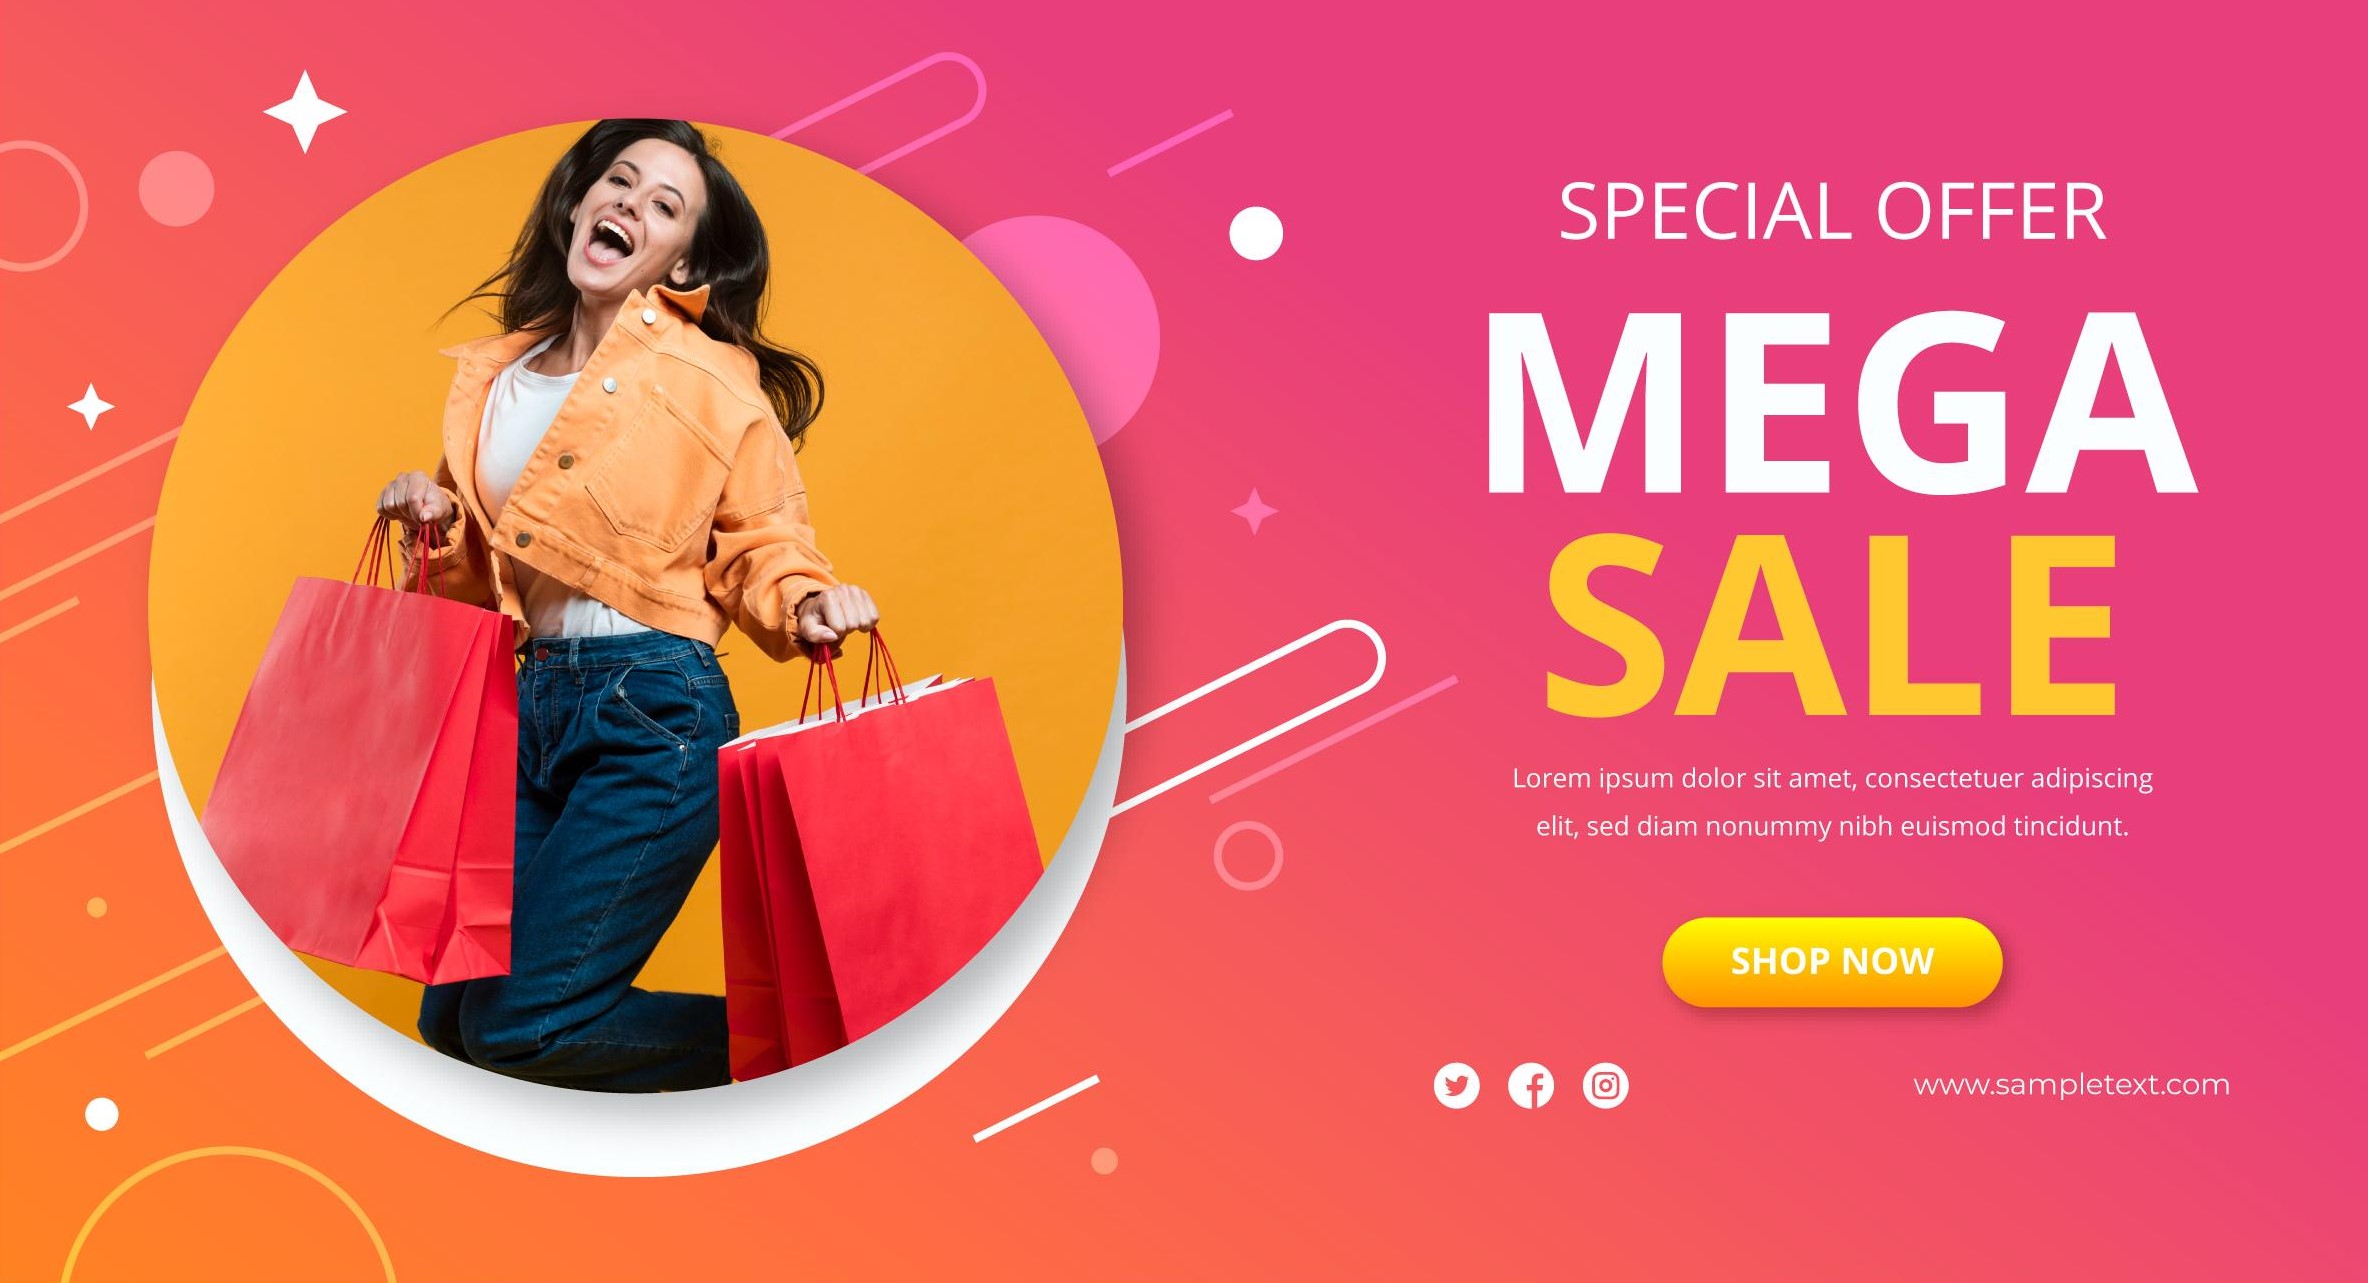 SPECIAL OFFER
MEGA
SALE
Lorem ipsum dolor sit amet, consectetuer adipiscing
elit, sed diam nonummy nibh euismod tincidunt.
SHOP NOW
www.sampletext.com